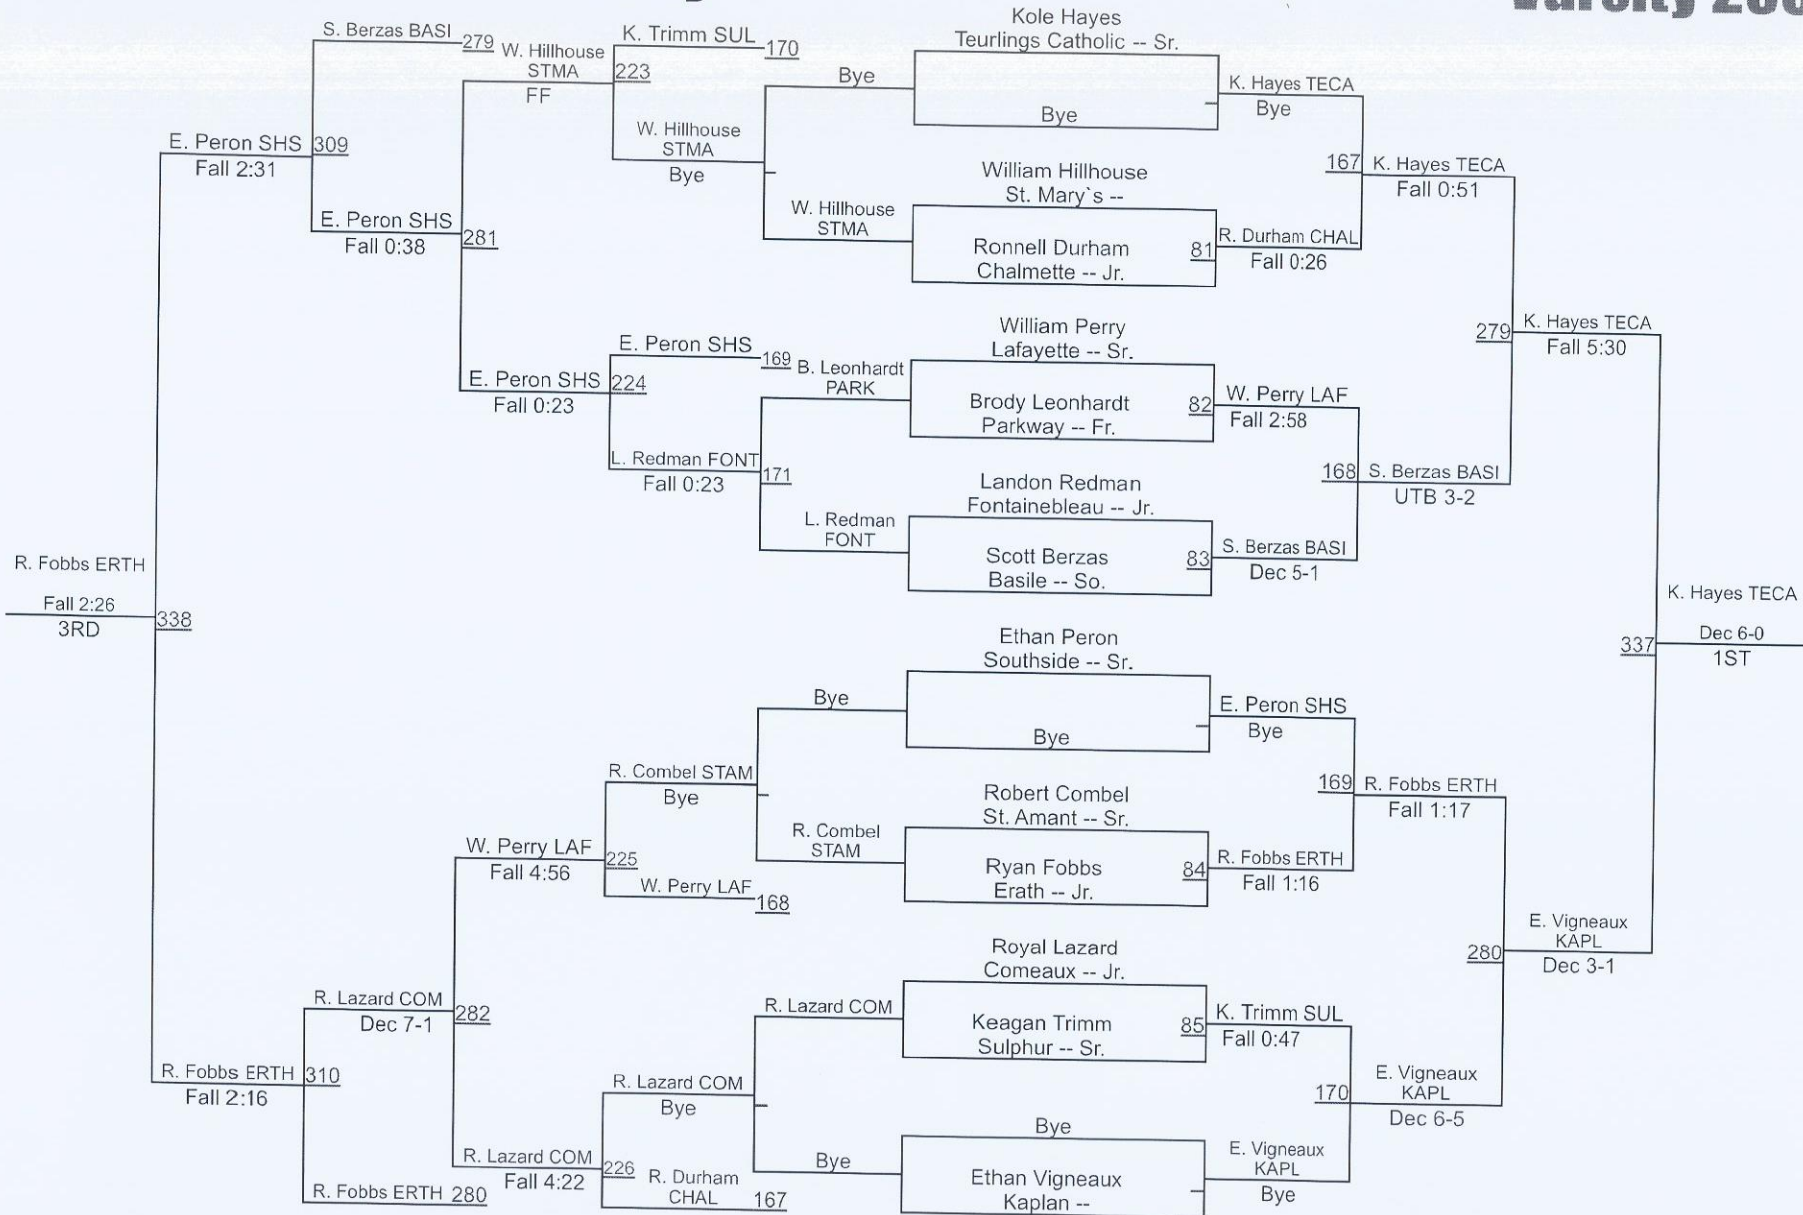 S. Berzas BASI
279
E. Peron SHS
309
Fall 2:31
E. Peron SHS
Fall 0:38
W. Hillhouse
STMA
FF
281
K. Trimm SUL
170
223
W. Hillhouse
STMA
Bye
Bye
W. Hillhouse
STMA
E. Peron SHS
169
E. Peron SHS
224
Fall 0:23
L. Redman FONT
Fall 0:23
171
B. Leonhardt
PARK
L. Redman
FONT
Kole Hayes
Teurlings Catholic -- Sr.
Bye
William Hillhouse
St. Mary`s --
Ronnell Durham
Chalmette -- Jr.
81
William Perry
Lafayette -- Sr.
Brody Leonhardt
Parkway -- Fr.
82
Landon Redman
Fontainebleau -- Jr.
Scott Berzas
Basile -- So.
83
K. Hayes TECA
Bye
R. Durham CHAL
Fall 0:26
167
K. Hayes TECA
Fall 0:51
W. Perry LAF
Fall 2:58
S. Berzas BASI
Dec 5-1
168
S. Berzas BASI
UTB 3-2
279
K. Hayes TECA
Fall 5:30
R. Fobbs ERTH
Fall 2:26
3RD
338
K. Hayes TECA
337
Dec 6-0
1ST
Ethan Peron
Southside -- Sr.
Bye
Robert Combel
St. Amant -- Sr.
Ryan Fobbs
Erath -- Jr.
84
Royal Lazard
Comeaux -- Jr.
Keagan Trimm
Sulphur -- Sr.
85
Bye
Ethan Vigneaux
Kaplan --
Bye
R. Combel STAM
Bye
R. Combel
STAM
W. Perry LAF
225
Fall 4:56
W. Perry LAF
168
R. Lazard COM
Dec 7-1
282
R. Fobbs ERTH
310
Fall 2:16
R. Fobbs ERTH
280
R. Lazard COM
226
Fall 4:22
R. Lazard COM
Bye
R. Durham
CHAL
167
R. Lazard COM
Bye
E. Peron SHS
Bye
R. Fobbs ERTH
Fall 1:16
169
R. Fobbs ERTH
Fall 1:17
K. Trimm SUL
Fall 0:47
E. Vigneaux
KAPL
Bye
170
E. Vigneaux
KAPL
Dec 6-5
280
E. Vigneaux
KAPL
Dec 3-1